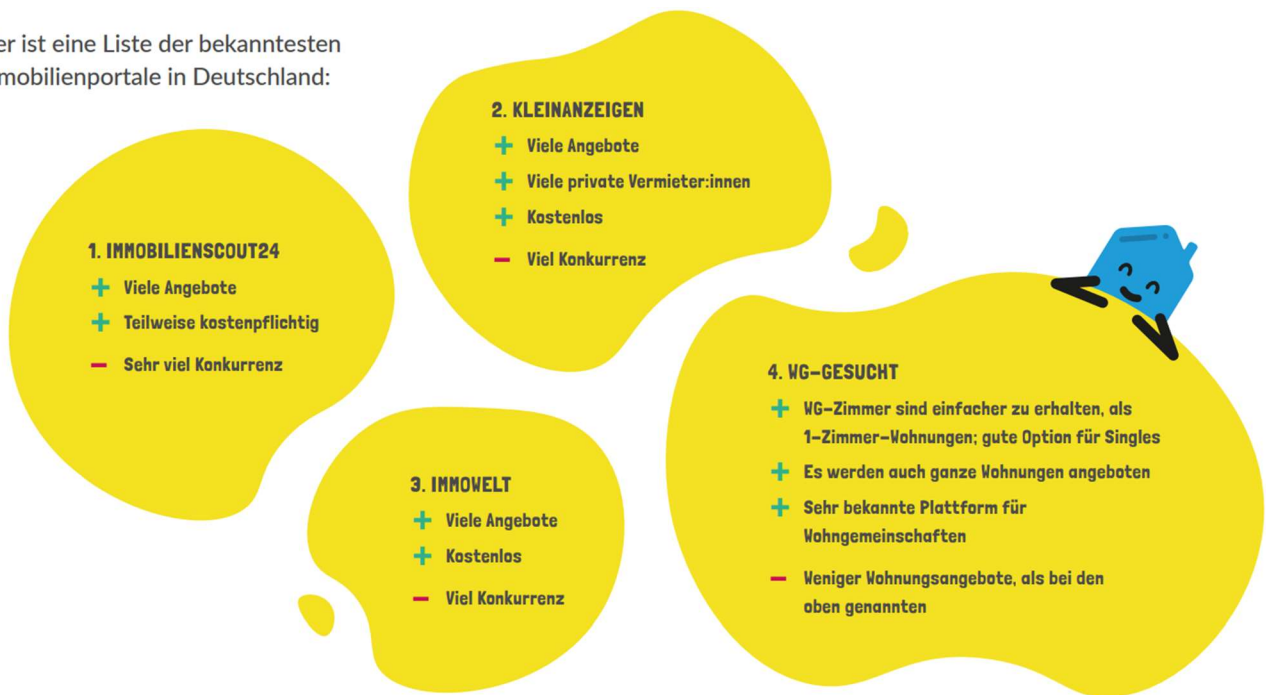 er ist eine Liste der bekanntesten
mobilienportale in Deutschland:
1. IMMOBILIENSCOUT24
+ Viele Angebote
+ Teilweise kostenpflichtig
– Sehr viel Konkurrenz
2. KLEINANZEIGEN
+ Viele Angebote
+ Viele private Vermieter:innen
+ Kostenlos
– Viel Konkurrenz
3. IMMOWELT
+ Viele Angebote
+ Kostenlos
– Viel Konkurrenz
4. WG-GESUCHT
+ WG-Zimmer sind einfacher zu erhalten, als
1-Zimmer-Wohnungen; gute Option für Singles
+ Es werden auch ganze Wohnungen angeboten
+ Sehr bekannte Plattform für
Wohngemeinschaften
– Weniger Wohnungsangebote, als bei den
oben genannten